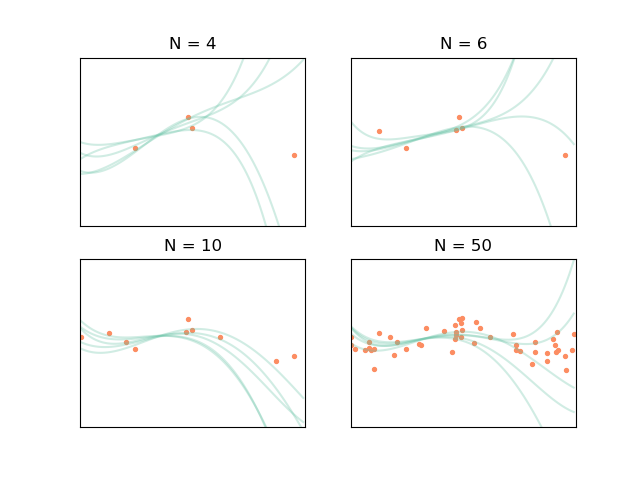 N = 4
N = 6
N = 10
N = 50